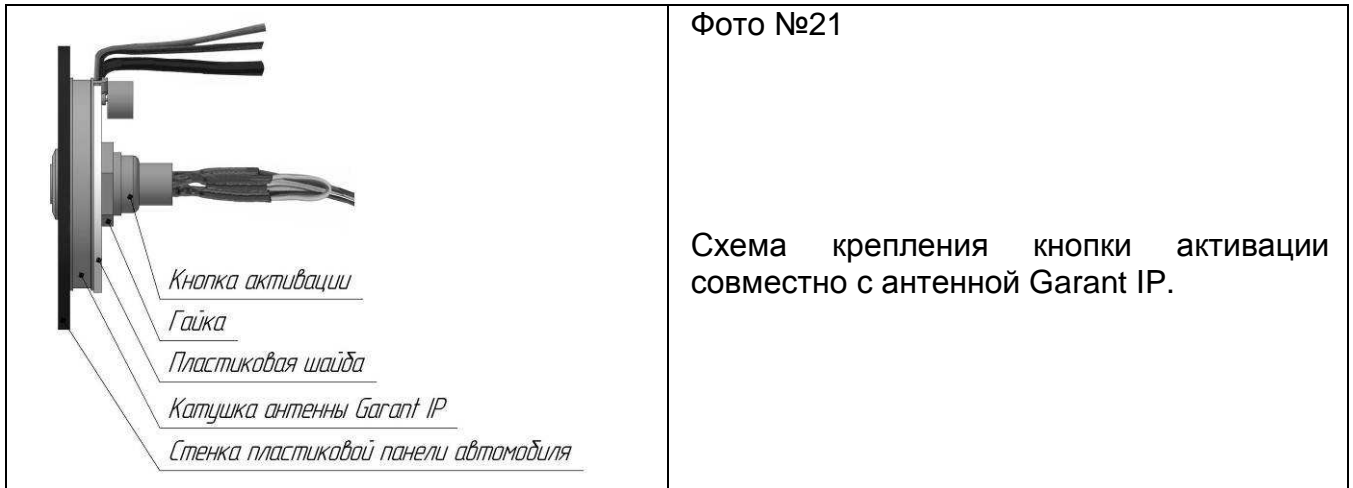 Фото №21
Кнопка активации
Гайка
Пластиковая шайба
Катушка антенны Garant IP
Стенка пластиковой панели автомобиля
Схема крепления кнопки активации
совместно с антенной Garant IP.